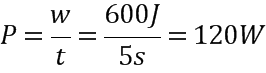 P = w/t = 600J/5s = 120W